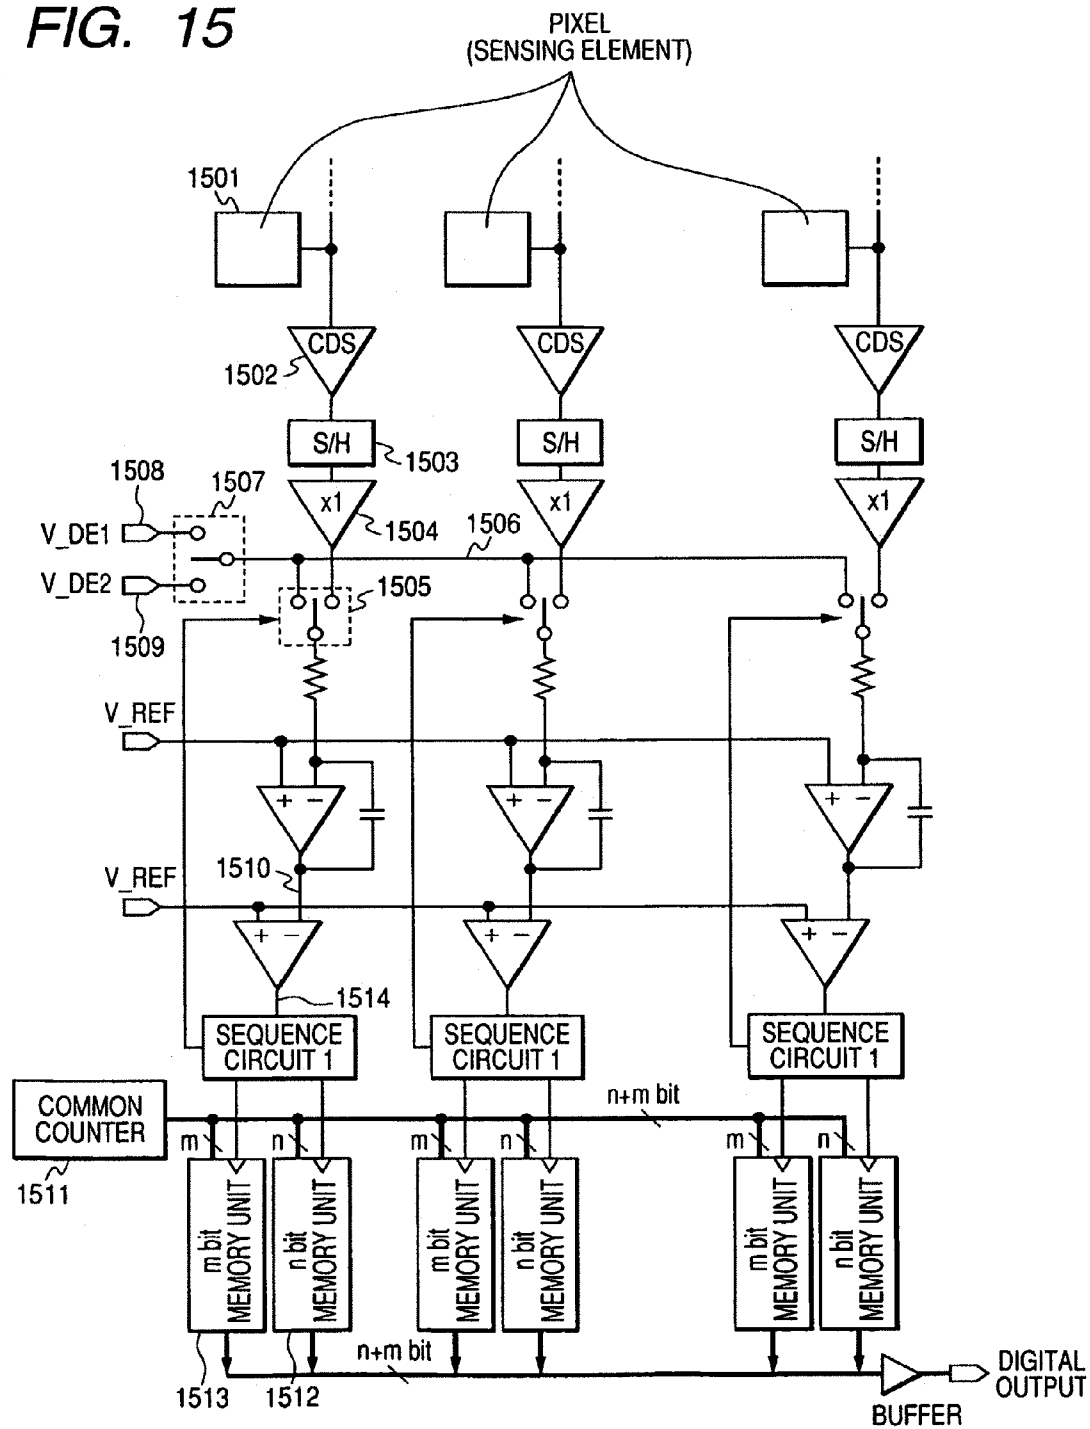 FIG. 15
PIXEL
(SENSING ELEMENT)
1501
CDS
CDS
CDS
1502
S/H
S/H
S/H
1503
1508
1507
x1
x1
x1
1504
1506
V_DE1
V_DE2
1505
1509
V_REF
+ −
+ −
+ −
1510
V_REF
+ −
+ −
+ −
1514
SEQUENCE
CIRCUIT 1
SEQUENCE
CIRCUIT 1
SEQUENCE
CIRCUIT 1
COMMON
COUNTER
n+m bit
m
n
m
n
m
n
1511
m bit
MEMORY UNIT
n bit
MEMORY UNIT
m bit
MEMORY UNIT
n bit
MEMORY UNIT
m bit
MEMORY UNIT
n bit
MEMORY UNIT
n+m bit
1513
1512
DIGITAL
OUTPUT
BUFFER